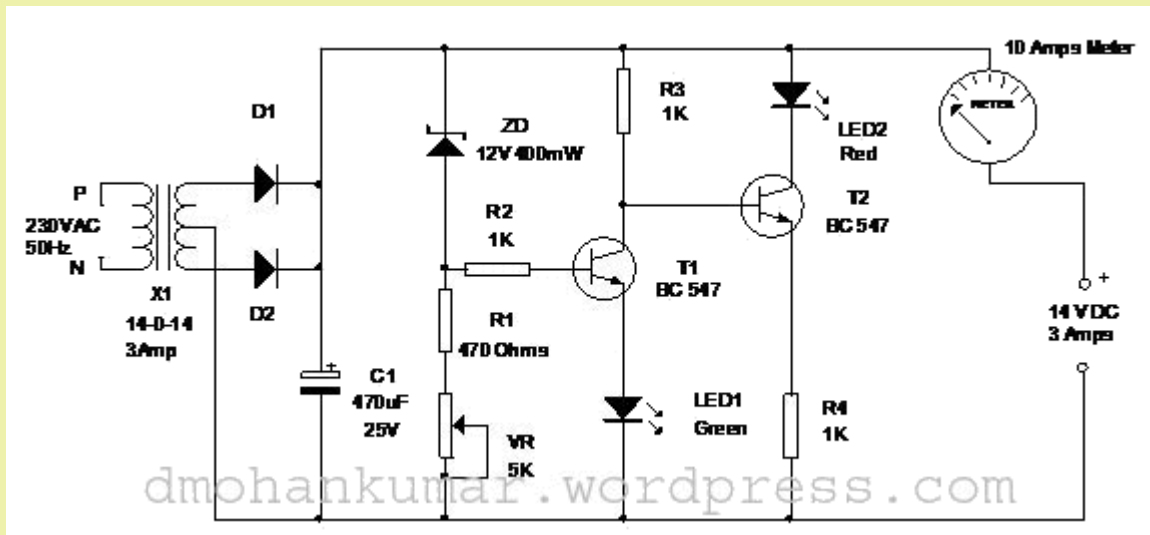 10 Amps Meter
METER
D1
P
230VAC
50Hz
N
X1
14-0-14
3Amp
D2
C1
470uF
25V
+
ZD
12V 400mW
R2
1K
R1
470 Ohms
VR
5K
R3
1K
T1
BC 547
LED1
Green
LED2
Red
T2
BC 547
R4
1K
+
14 VDC
3 Amps
dmohankumar.wordpress.com